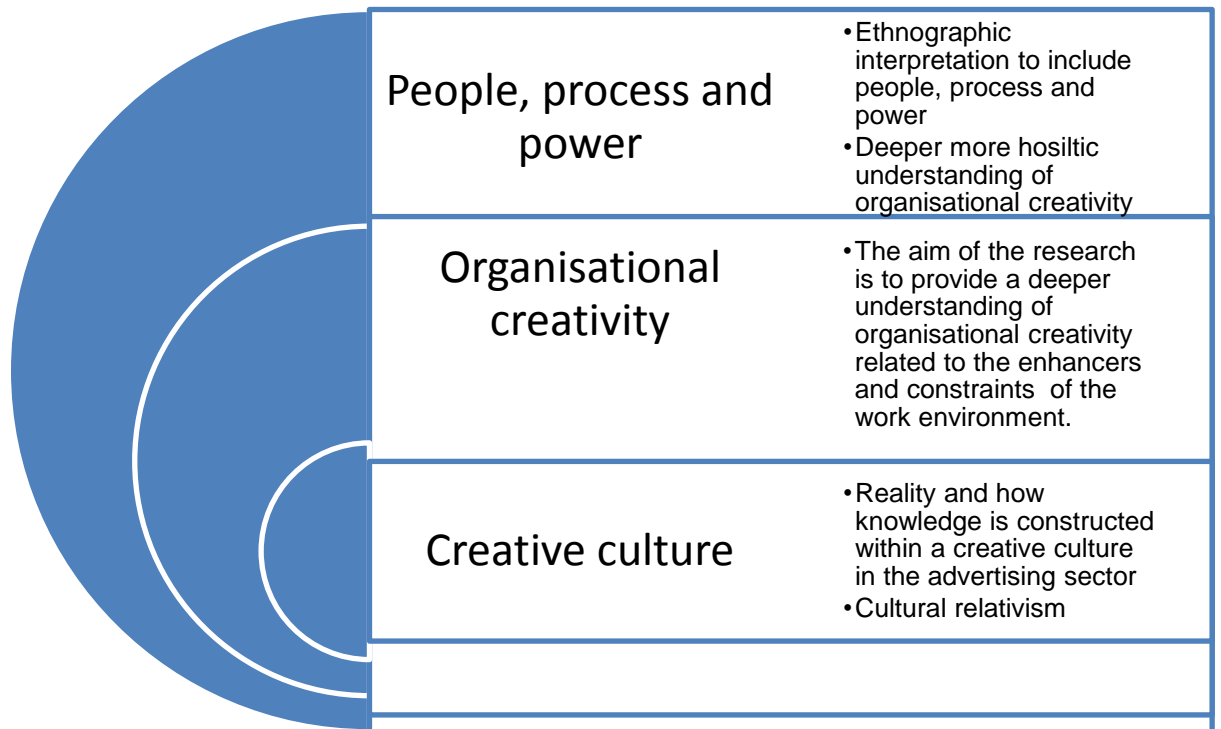 People, process and
power
•Ethnographic
interpretation to include
people, process and
power
•Deeper more hosiltic
understanding of
organisational creativity
Organisational
creativity
•The aim of the research
is to provide a deeper
understanding of
organisational creativity
related to the enhancers
and constraints of the
work environment.
Creative culture
•Reality and how
knowledge is constructed
within a creative culture
in the advertising sector
•Cultural relativism